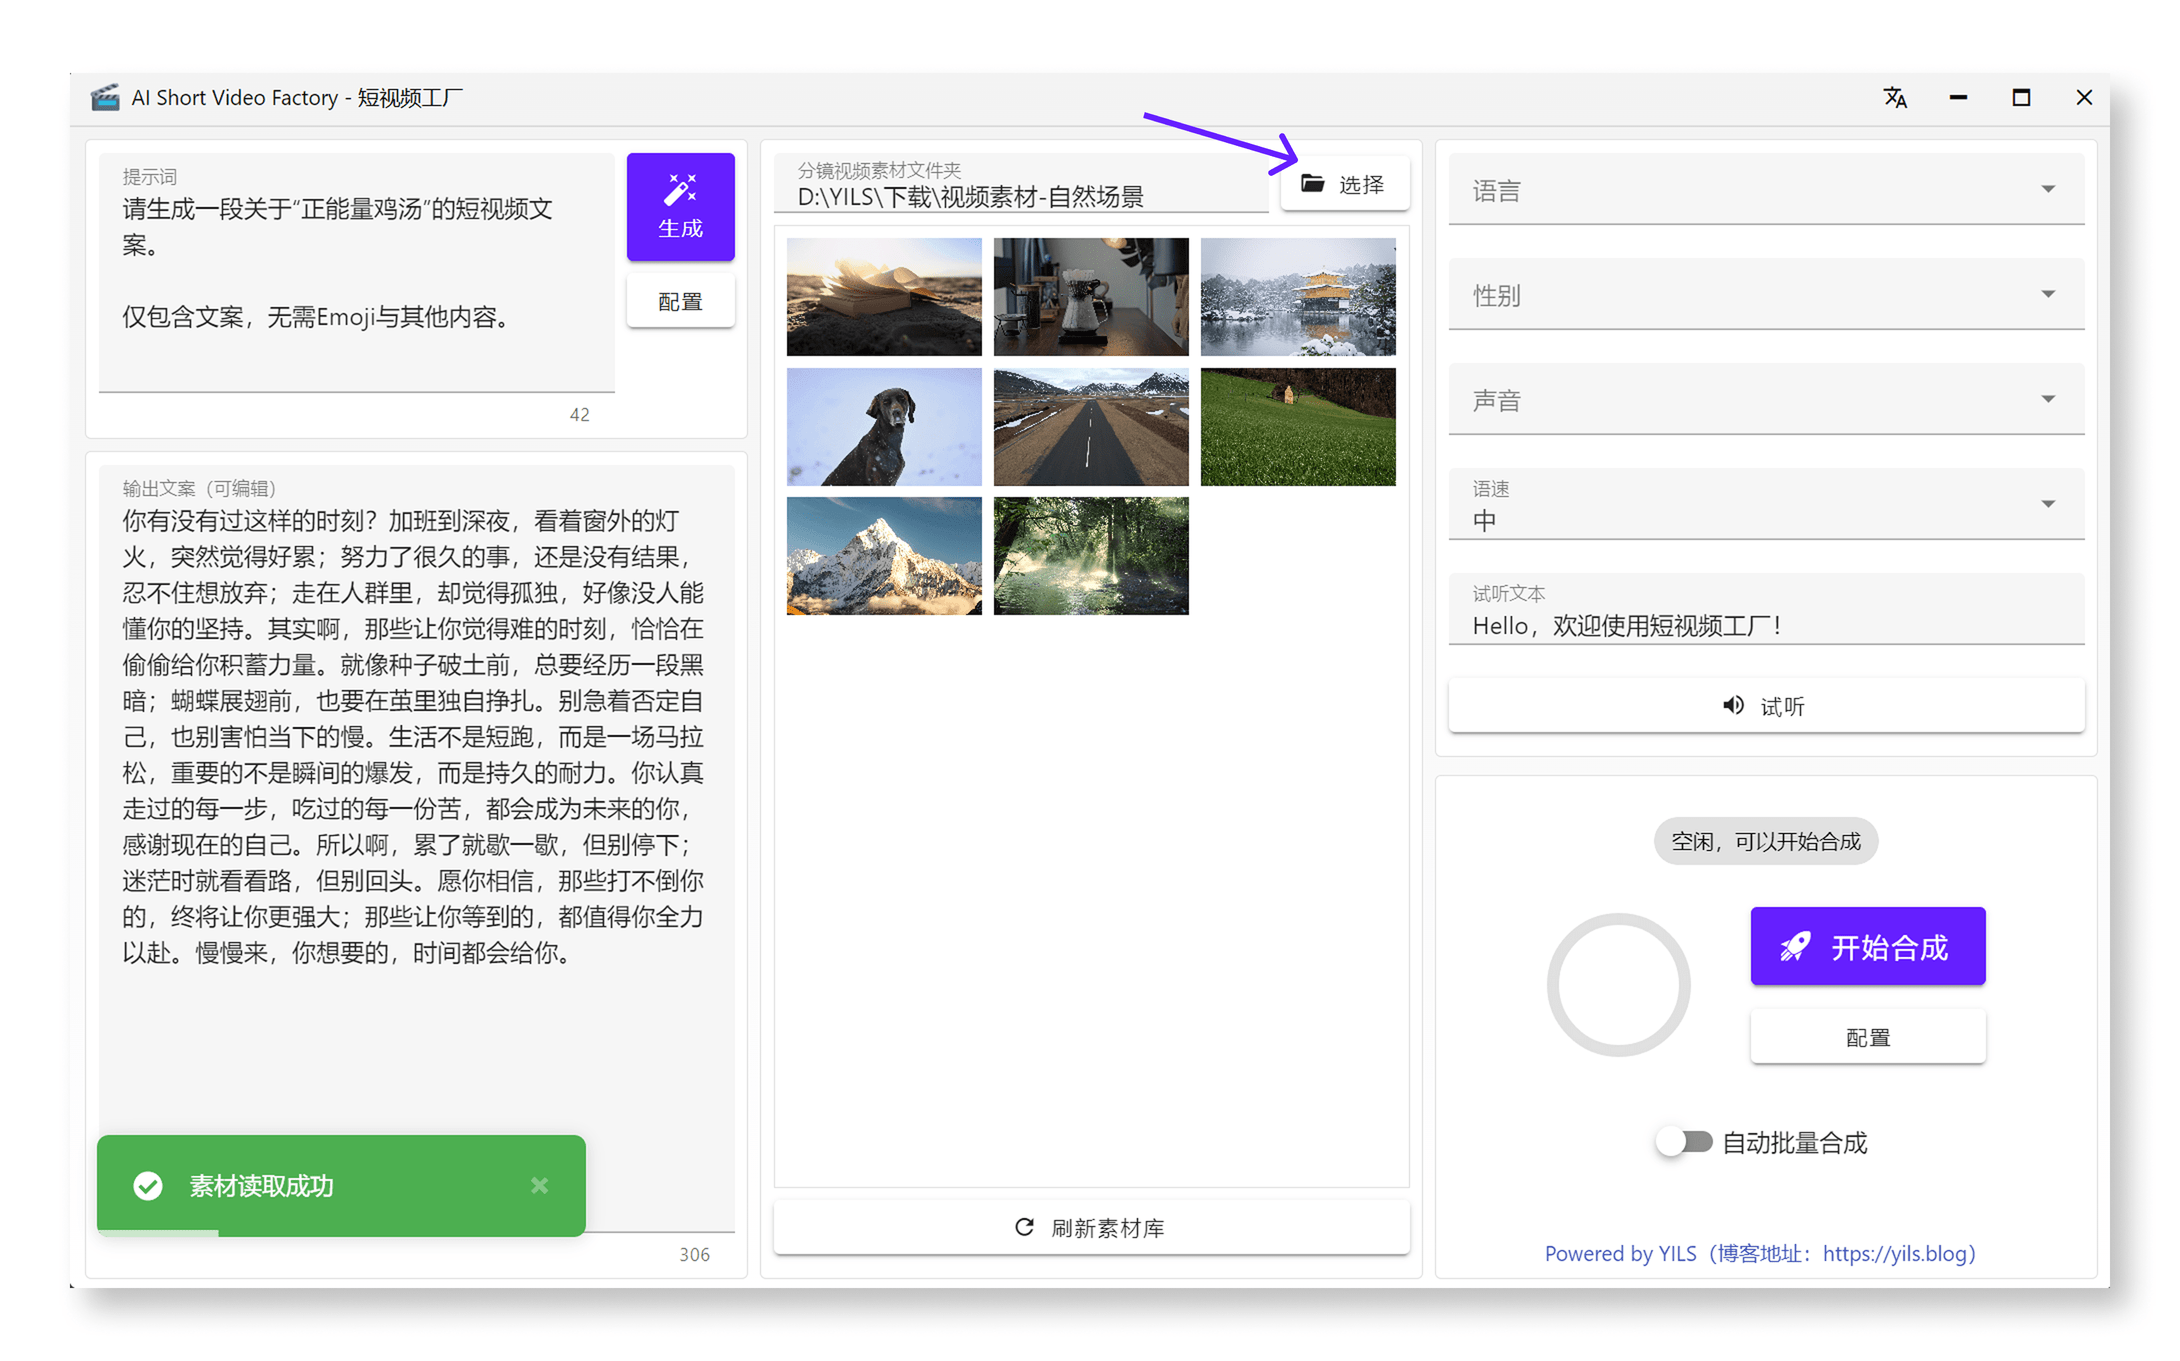 AI Short Video Factory - 短视频工厂
提示词
请生成一段关于“正能量鸡汤”的短视频文
案。
仅包含文案，无需Emoji与其他内容。
42
生成
配置
输出文案（可编辑）
你有没有过这样的时刻？加班到深夜，看着窗外的灯
火，突然觉得好累；努力了很久的事，还是没有结果，
忍不住想放弃；走在人群里，却觉得孤独，好像没人能
懂你的坚持。其实啊，那些让你觉得难的时刻，恰恰在
偷偷给你积蓄力量。就像种子破土前，总要经历一段黑
暗；蝴蝶展翅前，也要在茧里独自挣扎。别急着否定自
己，也别害怕当下的慢。生活不是短跑，而是一场马拉
松，重要的不是瞬间的爆发，而是持久的耐力。你认真
走过的每一步，吃过的每一份苦，都会成为未来的你，
感谢现在的自己。所以啊，累了就歇一歇，但别停下；
迷茫时就看看路，但别回头。愿你相信，那些打不倒你
的，终将让你更强大；那些让你等到的，都值得你全力
以赴。慢慢来，你想要的，时间都会给你。
素材读取成功
306
分镜视频素材文件夹
D:\YILS\下载\视频素材-自然场景
选择
刷新素材库
语言
性别
声音
语速
中
试听文本
Hello，欢迎使用短视频工厂！
试听
空闲，可以开始合成
开始合成
配置
自动批量合成
Powered by YILS（博客地址：https://yils.blog）